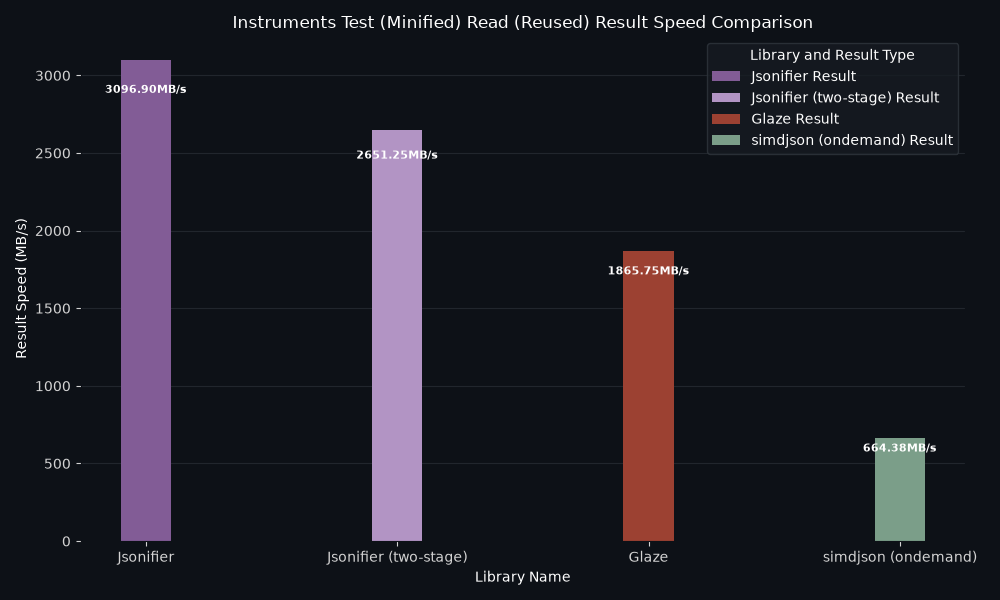 Instruments Test (Minified) Read (Reused) Result Speed Comparison
Library and Result Type
Jsonifier Result
Jsonifier (two-stage) Result
Glaze Result
simdjson (ondemand) Result
Result Speed (MB/s)
3000
2500
2000
1500
1000
500
0
3096.90MB/s
2651.25MB/s
1865.75MB/s
664.38MB/s
Jsonifier
Jsonifier (two-stage)
Glaze
simdjson (ondemand)
Library Name